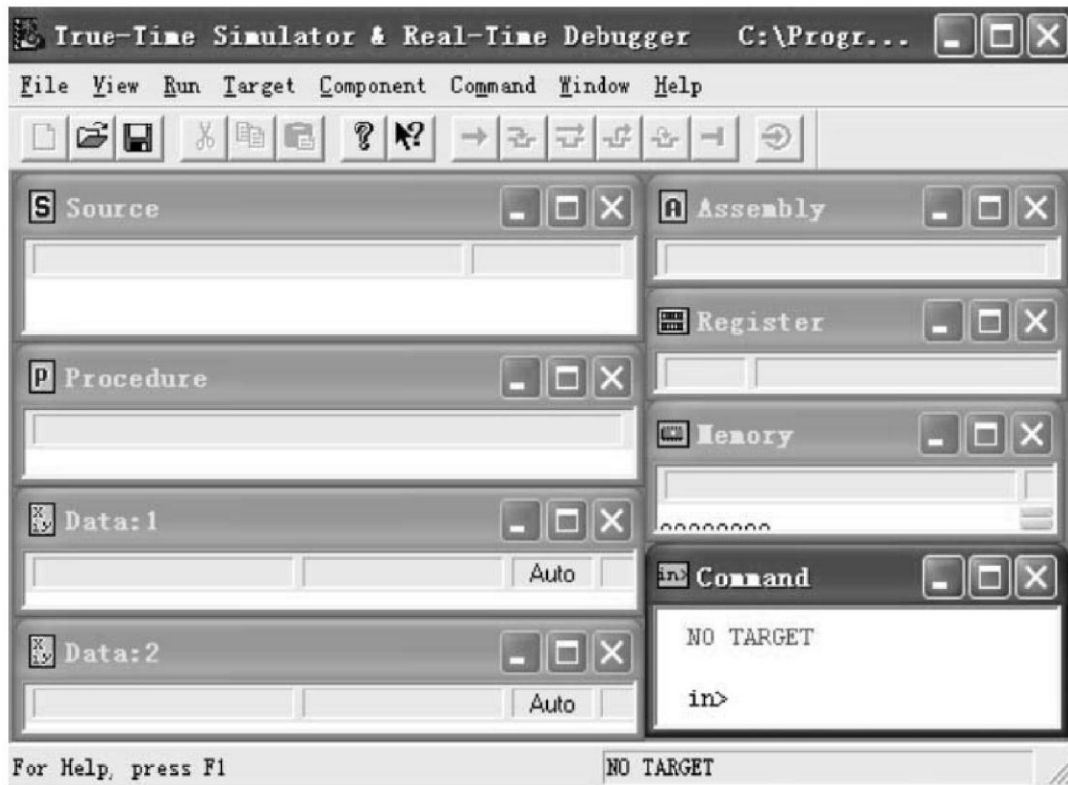 True-Time Simulator & Real-Time Debugger C:\Progr...
File View Run Target Component Command Window Help
S Source
A Assembly
Register
P Procedure
Memory
Data:1
Auto
in> Command
NO TARGET
in>
Data:2
Auto
For Help, press F1
NO TARGET